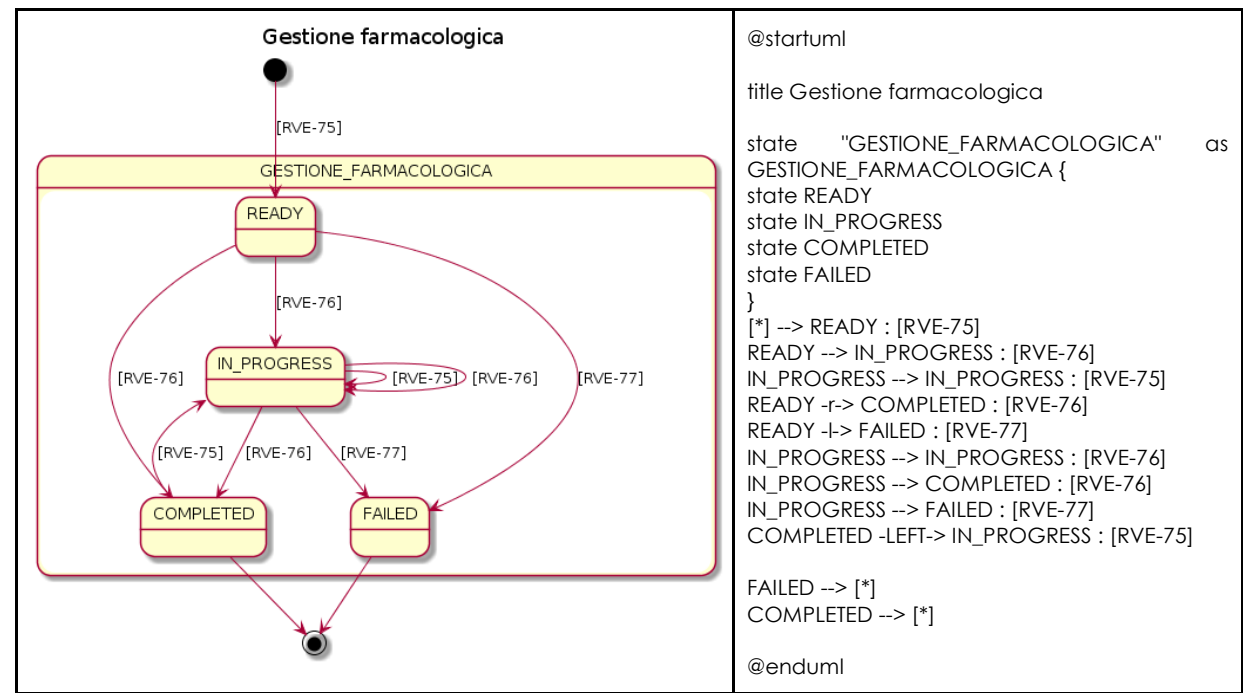 Gestione farmacologica
[RVE-75]
GESTIONE_FARMACOLOGICA
READY
[RVE-76]
IN_PROGRESS
[RVE-76]
[RVE-75]
[RVE-76]
[RVE-77]
[RVE-75]
[RVE-76]
[RVE-77]
COMPLETED
FAILED
@startuml
title Gestione farmacologica
state "GESTIONE_FARMACOLOGICA" as
GESTIONE_FARMACOLOGICA {
state READY
state IN_PROGRESS
state COMPLETED
state FAILED
}
[*] --> READY : [RVE-75]
READY --> IN_PROGRESS : [RVE-76]
IN_PROGRESS --> IN_PROGRESS : [RVE-75]
READY -r-> COMPLETED : [RVE-76]
READY -l-> FAILED : [RVE-77]
IN_PROGRESS --> IN_PROGRESS : [RVE-76]
IN_PROGRESS --> COMPLETED : [RVE-76]
IN_PROGRESS --> FAILED : [RVE-77]
COMPLETED -LEFT-> IN_PROGRESS : [RVE-75]
FAILED --> [*]
COMPLETED --> [*]
@enduml